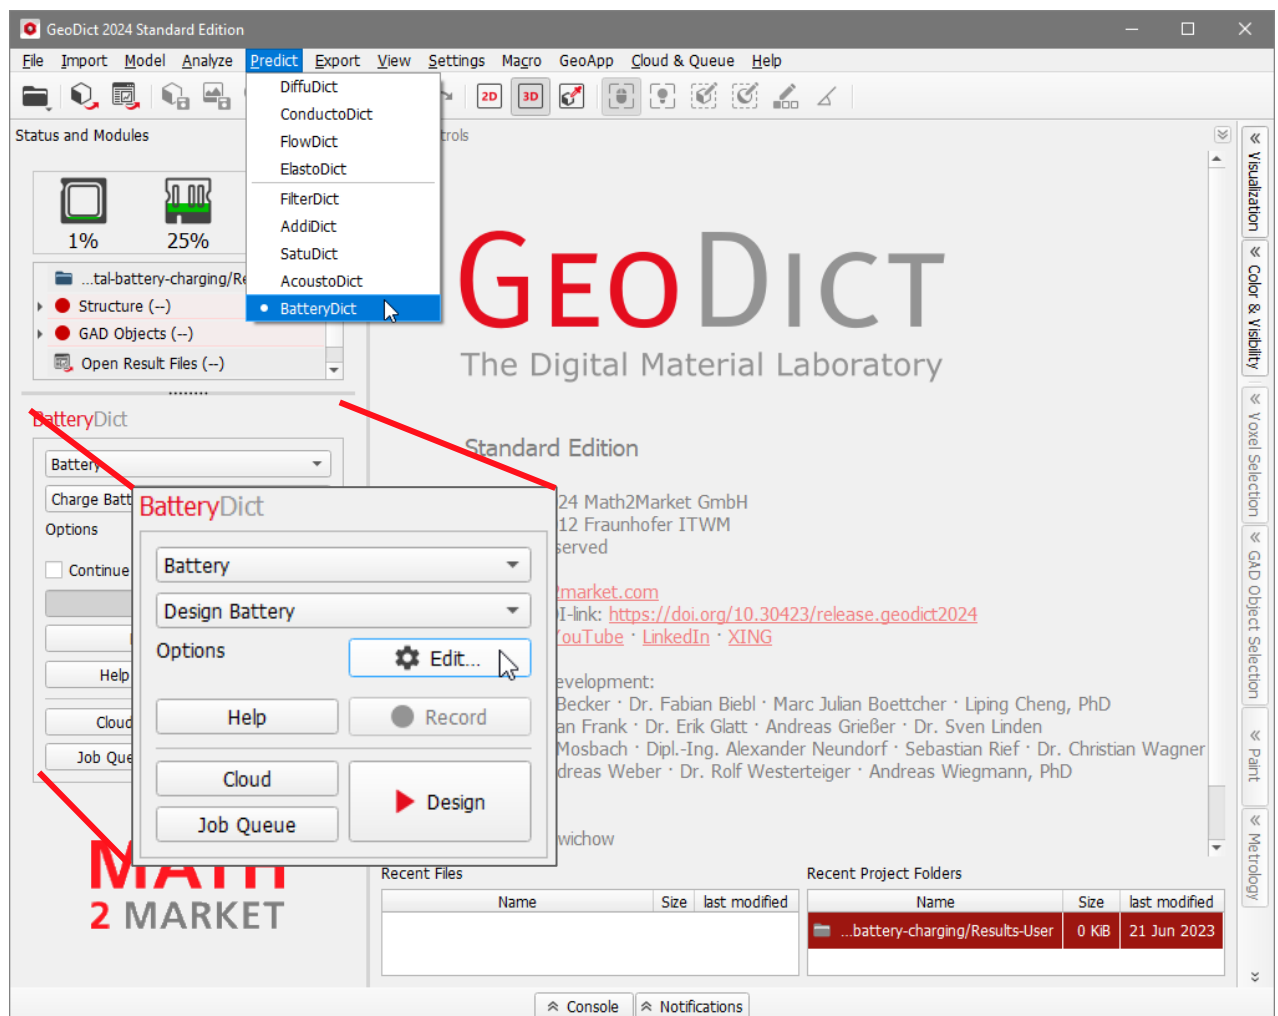 GeoDict 2024 Standard Edition
File Import Model Analyze Predict Export View Settings Macro GeoApp Cloud & Queue Help
2D 3D
DiffuDict
ConductoDict
FlowDict
ElastoDict
FilterDict
AddiDict
SatuDict
AcoustoDict
BatteryDict
Status and Modules
trols
1% 25%
...tal-battery-charging/Re
Structure (--)
GAD Objects (--)
Open Result Files (--)
BatteryDict
Battery
Charge Batt
Options
Continue
Help
Cloud
Job Que
BatteryDict
Battery
Design Battery
Options
Edit...
Help
Record
Cloud
Job Queue
Design
MATH
2 MARKET
GEODICT
The Digital Material Laboratory
Standard Edition
24 Math2Market GmbH
12 Fraunhofer ITWM
served
market.com
I-link: https://doi.org/10.30423/release.geodict2024
ouTube · LinkedIn · XING
evelopment:
Becker · Dr. Fabian Biebl · Marc Julian Boettcher · Liping Cheng, PhD
an Frank · Dr. Erik Glatt · Andreas Grießer · Dr. Sven Linden
Mosbach · Dipl.-Ing. Alexander Neundorf · Sebastian Rief · Dr. Christian Wagner
dreas Weber · Dr. Rolf Westerteiger · Andreas Wiegmann, PhD
wichow
Recent Files
Name Size last modified
Recent Project Folders
Name Size last modified
...battery-charging/Results-User 0 KiB 21 Jun 2023
Console Notifications
Visualization
Color & Visibility
Voxel Selection
GAD Object Selection
Paint
Metrology